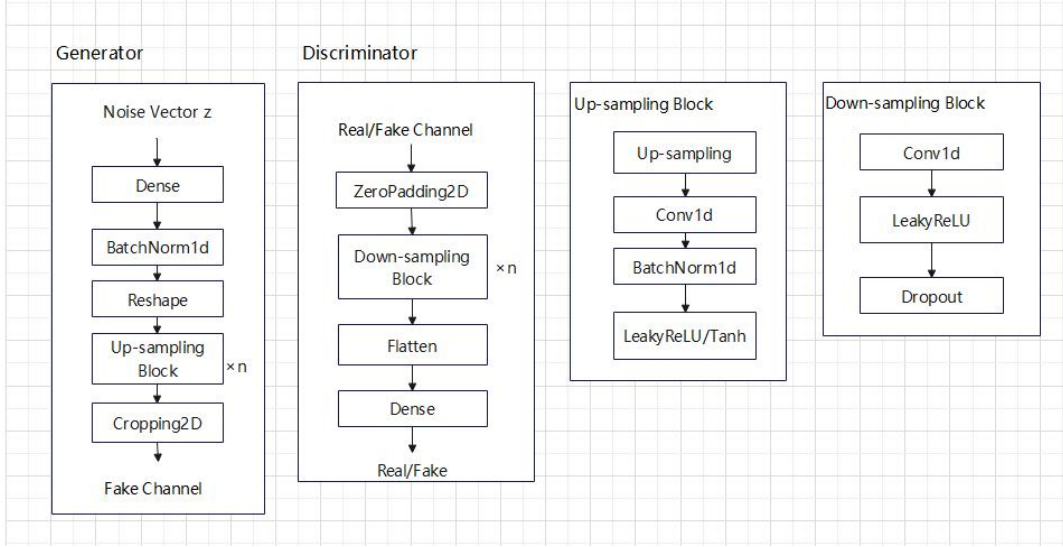 Generator
Noise Vector z
Dense
BatchNorm1d
Reshape
Up-sampling
Block
×n
Cropping2D
Fake Channel
Discriminator
Real/Fake Channel
ZeroPadding2D
Down-sampling
Block
×n
Flatten
Dense
Real/Fake
Up-sampling Block
Up-sampling
Conv1d
BatchNorm1d
LeakyReLU/Tanh
Down-sampling Block
Conv1d
LeakyReLU
Dropout